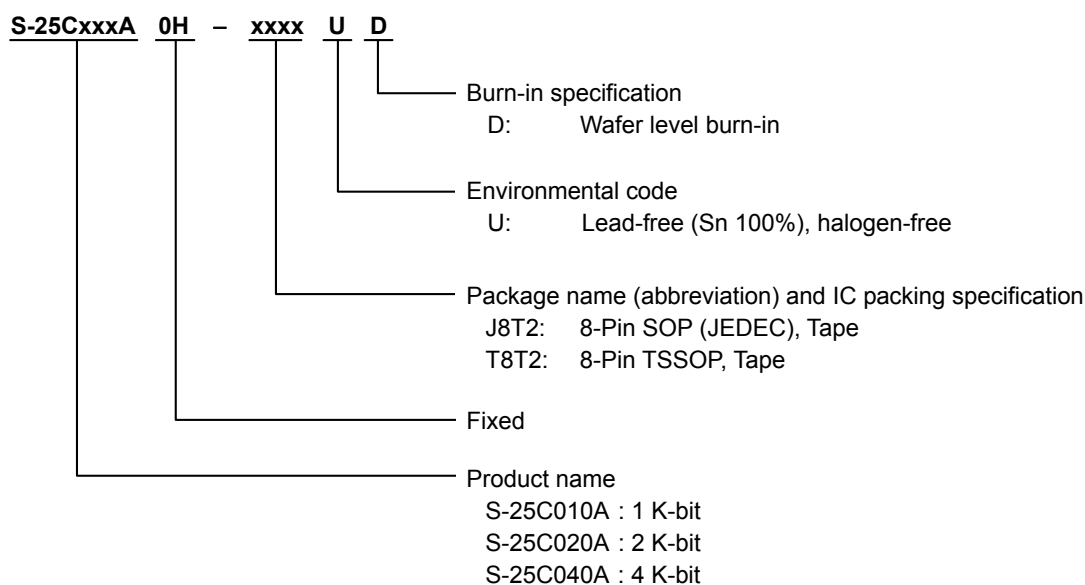 S-25CxxxA 0H – xxxx U D
Burn-in specification
D: Wafer level burn-in
Environmental code
U: Lead-free (Sn 100%), halogen-free
Package name (abbreviation) and IC packing specification
J8T2: 8-Pin SOP (JEDEC), Tape
T8T2: 8-Pin TSSOP, Tape
Fixed
Product name
S-25C010A : 1 K-bit
S-25C020A : 2 K-bit
S-25C040A : 4 K-bit